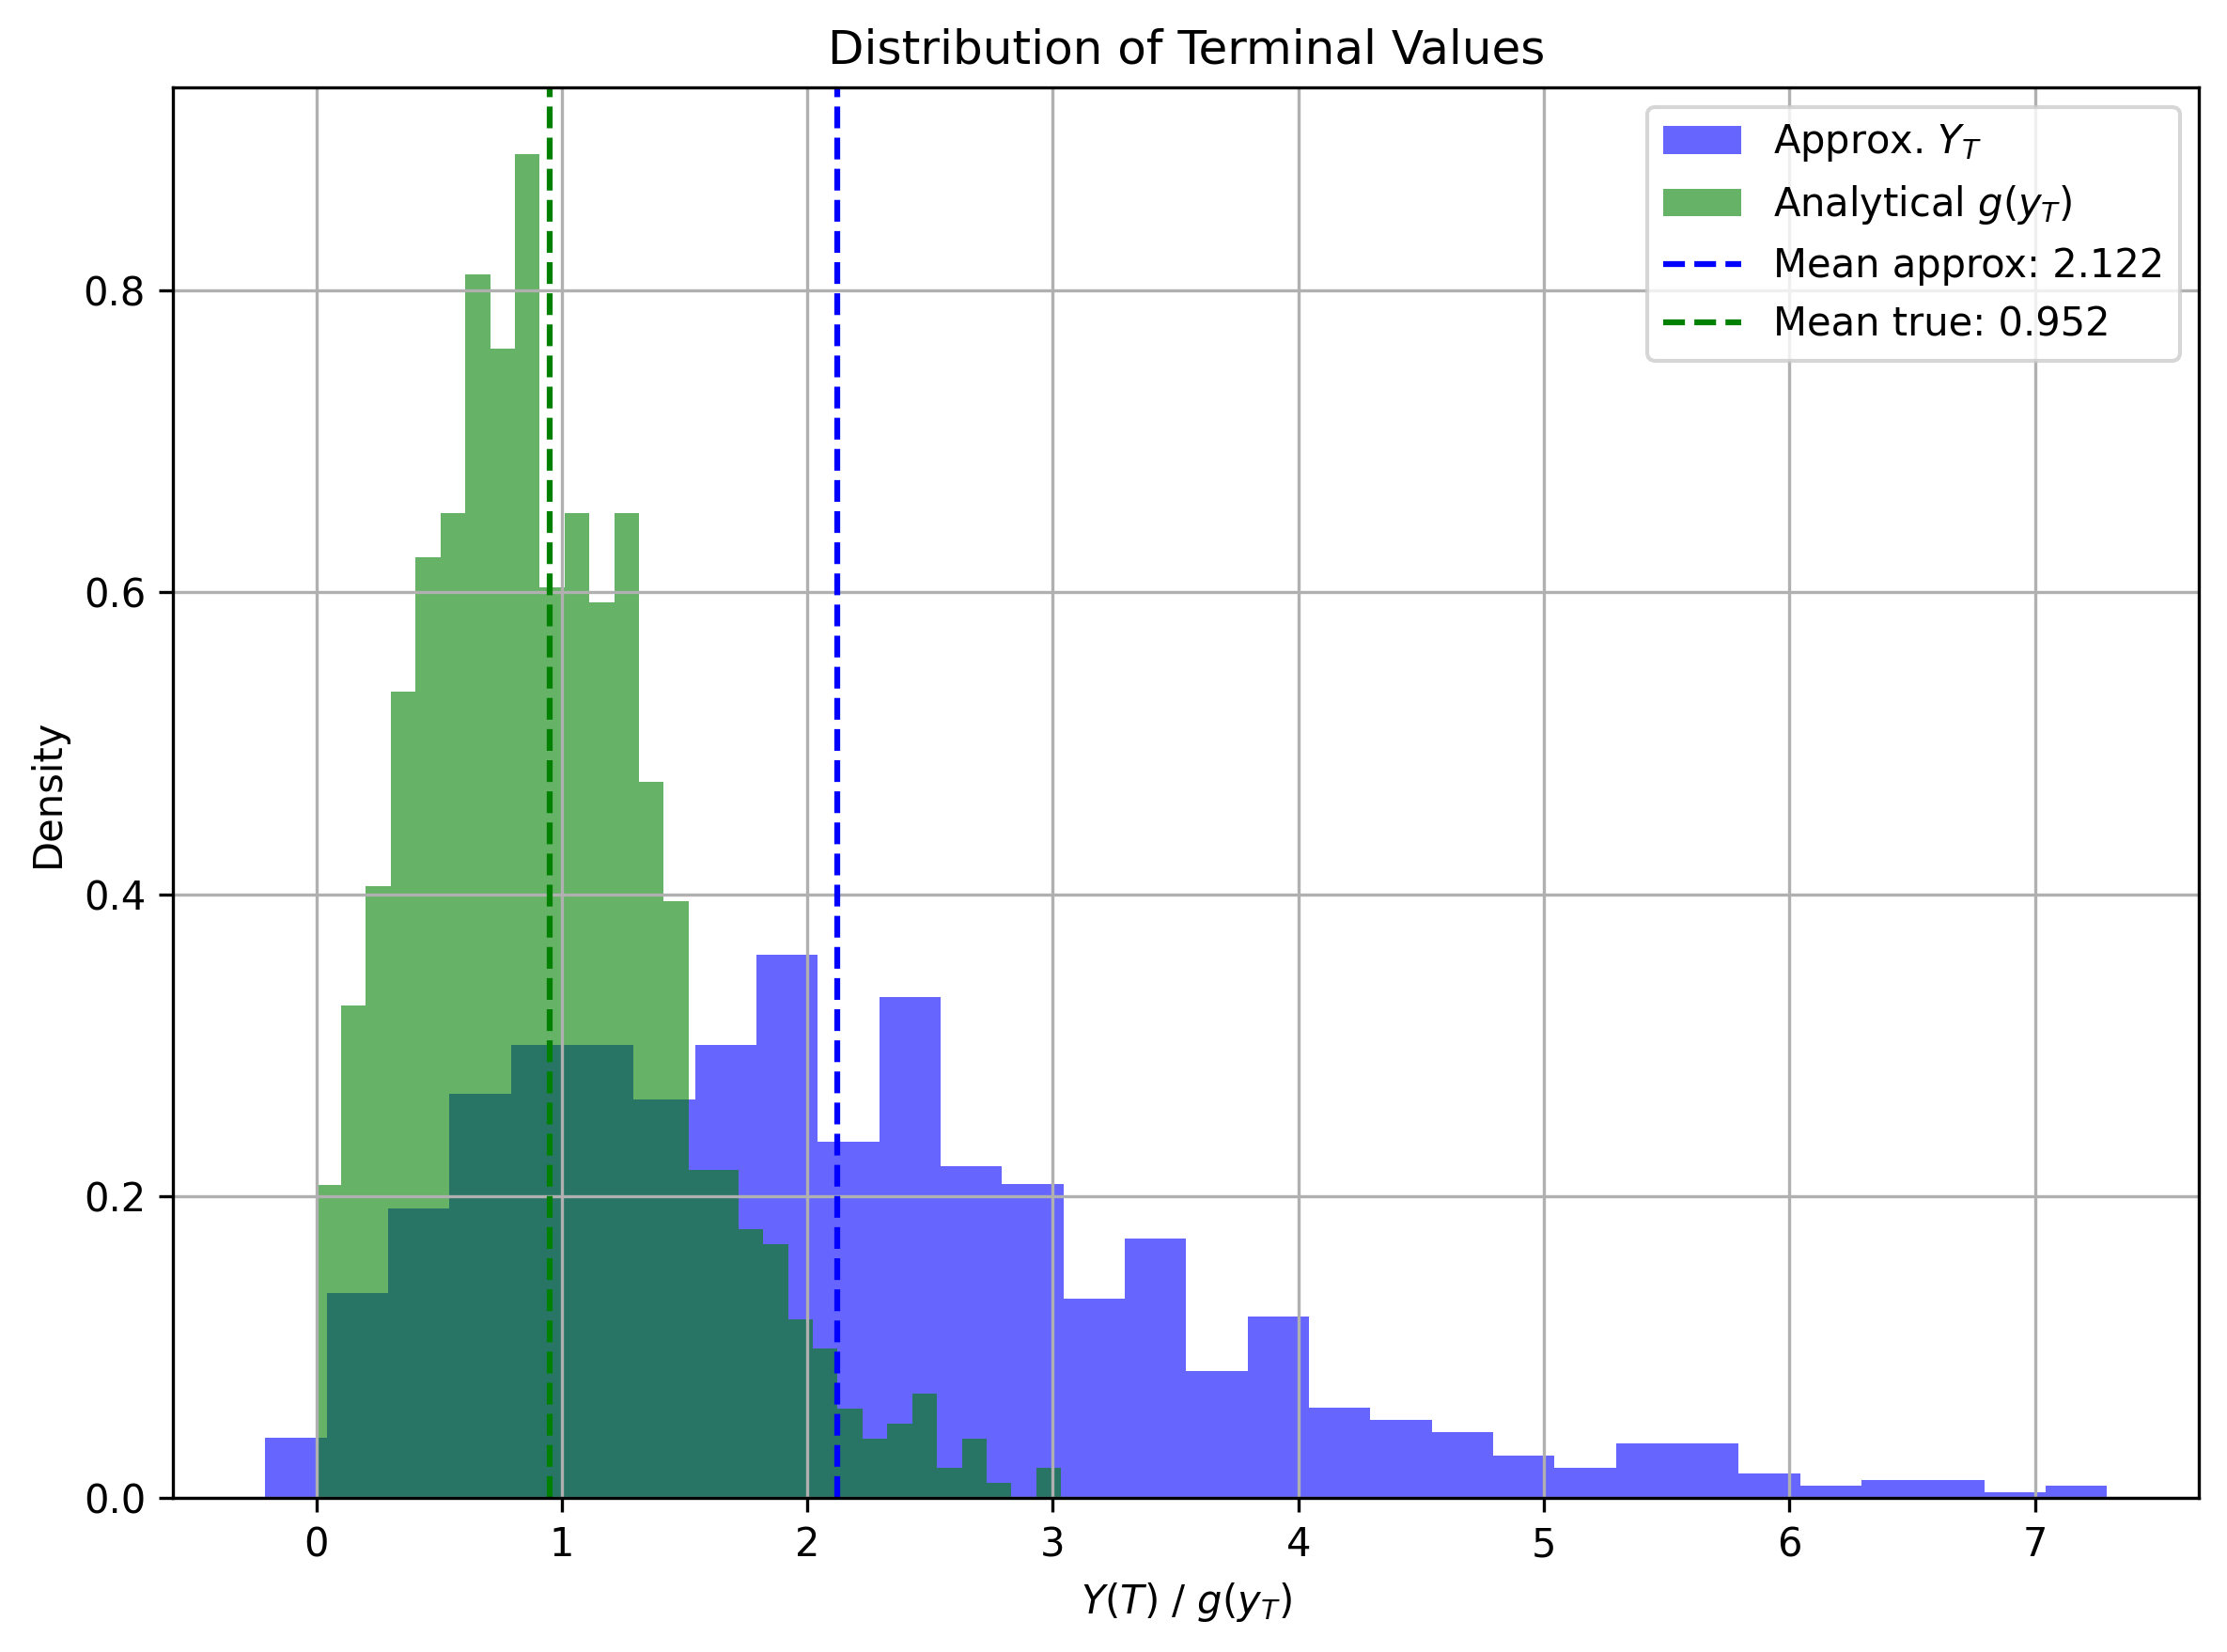 Distribution of Terminal Values
Approx. $Y_T$
Analytical $g(y_T)$
Mean approx: 2.122
Mean true: 0.952
0.8
0.6
0.4
0.2
0.0
Density
0 1 2 3 4 5 6 7
$Y(T)$ / $g(y_T)$